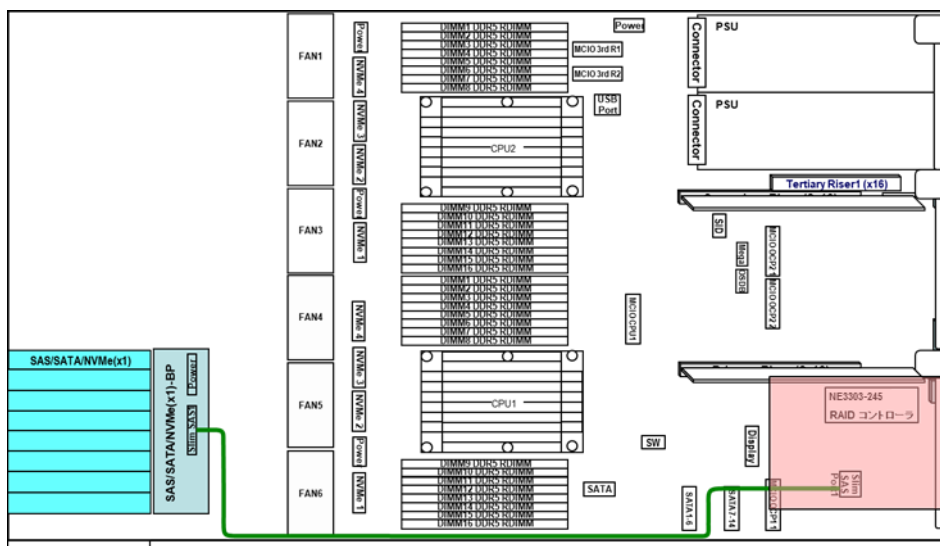 SAS/SATA/NVMe(x1)
SAS/SATA/NVMe(x1)-BP
Power
Slim SAS1
FAN1
FAN2
FAN3
FAN4
FAN5
FAN6
Power
NVMe 4
NVMe 3
NVMe 2
Power
NVMe 1
NVMe 4
NVMe 3
NVMe 2
Power
NVMe 1
DIMM1 DDR5 RDIMM
DIMM2 DDR5 RDIMM
DIMM3 DDR5 RDIMM
DIMM4 DDR5 RDIMM
DIMM5 DDR5 RDIMM
DIMM6 DDR5 RDIMM
DIMM7 DDR5 RDIMM
DIMM8 DDR5 RDIMM
CPU2
DIMM9 DDR5 RDIMM
DIMM10 DDR5 RDIMM
DIMM11 DDR5 RDIMM
DIMM12 DDR5 RDIMM
DIMM13 DDR5 RDIMM
DIMM14 DDR5 RDIMM
DIMM15 DDR5 RDIMM
DIMM16 DDR5 RDIMM
DIMM1 DDR5 RDIMM
DIMM2 DDR5 RDIMM
DIMM3 DDR5 RDIMM
DIMM4 DDR5 RDIMM
DIMM5 DDR5 RDIMM
DIMM6 DDR5 RDIMM
DIMM7 DDR5 RDIMM
DIMM8 DDR5 RDIMM
CPU1
DIMM9 DDR5 RDIMM
DIMM10 DDR5 RDIMM
DIMM11 DDR5 RDIMM
DIMM12 DDR5 RDIMM
DIMM13 DDR5 RDIMM
DIMM14 DDR5 RDIMM
DIMM15 DDR5 RDIMM
DIMM16 DDR5 RDIMM
Power
MCIO 3rd R1
MCIO 3rd R2
USB
Port
MCIO CPU1
SW
SATA
Connector
PSU
Connector
PSU
Tertiary Riser1 (x16)
SID
Mega
DSDB
MCIO OCP2 1
MCIO OCP2 2
NE3303-245
RAID コントローラ
Display
Slim
SAS
Port1
SATA1-6
SATA7-14
MCIO OCP1 1